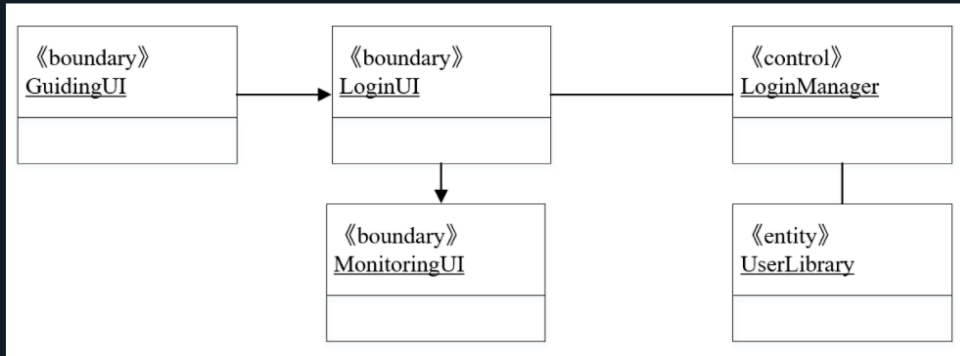 《boundary》
GuidingUI
《boundary》
LoginUI
《control》
LoginManager
《boundary》
MonitoringUI
《entity》
UserLibrary